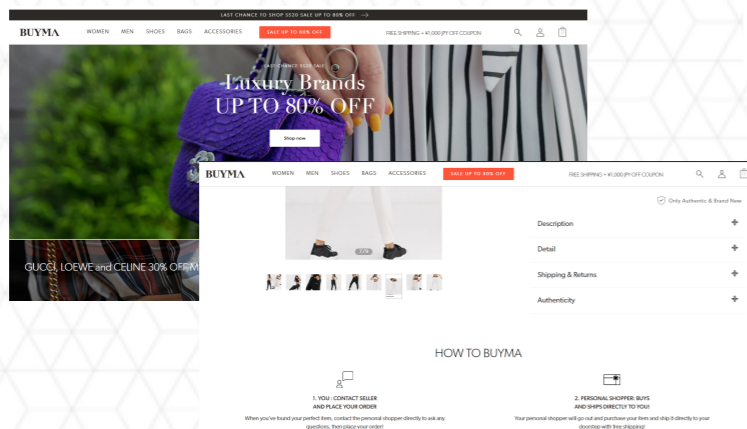 LAST CHANCE TO SHOP SS20 SALE UP TO 80% OFF
BUYMA WOMEN MEN SHOES BAGS ACCESSORIES SALE UP TO 80% OFF FREE SHIPPING + ¥1,000 JPY OFF COUPON
LAST CHANCE SS20 SALE
Luxury Brands
UP TO 80% OFF
Shop now
GUCCI, LOEWE and CELINE 30% OFF M
BUYMA WOMEN MEN SHOES BAGS ACCESSORIES SALE UP TO 80% OFF FREE SHIPPING + ¥1,000 JPY OFF COUPON
Only Authentic & Brand New
Description
Detail
Shipping & Returns
Authenticity
HOW TO BUYMA
1. YOU : CONTACT SELLER
AND PLACE YOUR ORDER
When you've found your perfect item, contact the personal shopper directly to ask any
questions, then place your order!
2. PERSONAL SHOPPER: BUYS
AND SHIPS DIRECTLY TO YOU!
Your personal shopper will go out and purchase your item and ship it directly to your
doorstep with free shipping!